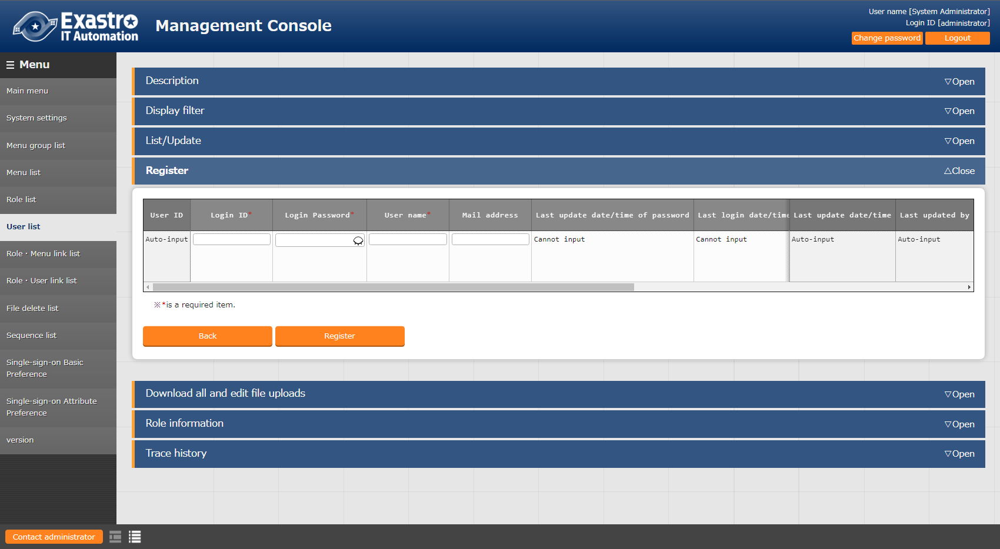 Exastro
IT Automation
Management Console
User name [System Administrator]
Login ID [administrator]
Change password
Logout
☰ Menu
Main menu
System settings
Menu group list
Menu list
Role list
User list
Role・Menu link list
Role・User link list
File delete list
Sequence list
Single-sign-on Basic
Preference
Single-sign-on Attribute
Preference
version
Description ▽Open
Display filter ▽Open
List/Update ▽Open
Register △Close
User ID Login ID* Login Password* User name* Mail address Last update date/time of password Last login date/time Last update date/time Last updated by
Auto-input Cannot input Cannot input Auto-input Auto-input
※*is a required item.
Back Register
Download all and edit file uploads ▽Open
Role information ▽Open
Trace history ▽Open
Contact administrator